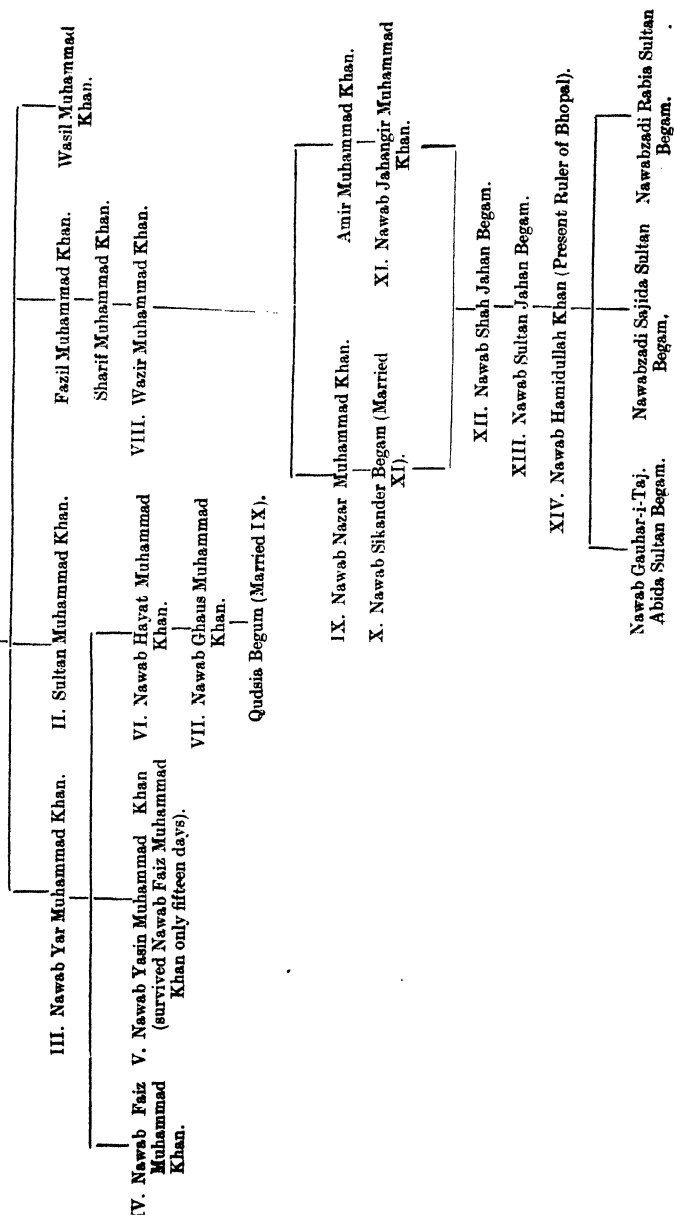 III. Nawab Yar Muhammad Khan.
II. Sultan Muhammad Khan.
Fazil Muhammad Khan.
Wasil Muhammad
Khan.
Sharif Muhammad Khan.
IV. Nawab Faiz
Muhammad
Khan.
V. Nawab Yasin Muhammad Khan
(survived Nawab Faiz Muhammad
Khan only fifteen days).
VI. Nawab Hayat Muhammad
Khan.
VIII. Wazir Muhammad Khan.
VII. Nawab Ghaus Muhammad
Khan.
Qudsia Begum (Married IX).
IX. Nawab Nazar Muhammad Khan.
Amir Muhammad Khan.
X. Nawab Sikander Begam (Married
XI).
XI. Nawab Jahangir Muhammad
Khan.
XII. Nawab Shah Jahan Begam.
XIII. Nawab Sultan Jahan Begam.
XIV. Nawab Hamidullah Khan (Present Ruler of Bhopal).
Nawab Gauhar-i-Taj.
Abida Sultan Begam.
Nawabzadi Sajida Sultan
Begam,
Nawabzadi Rabia Sultan
Begam.